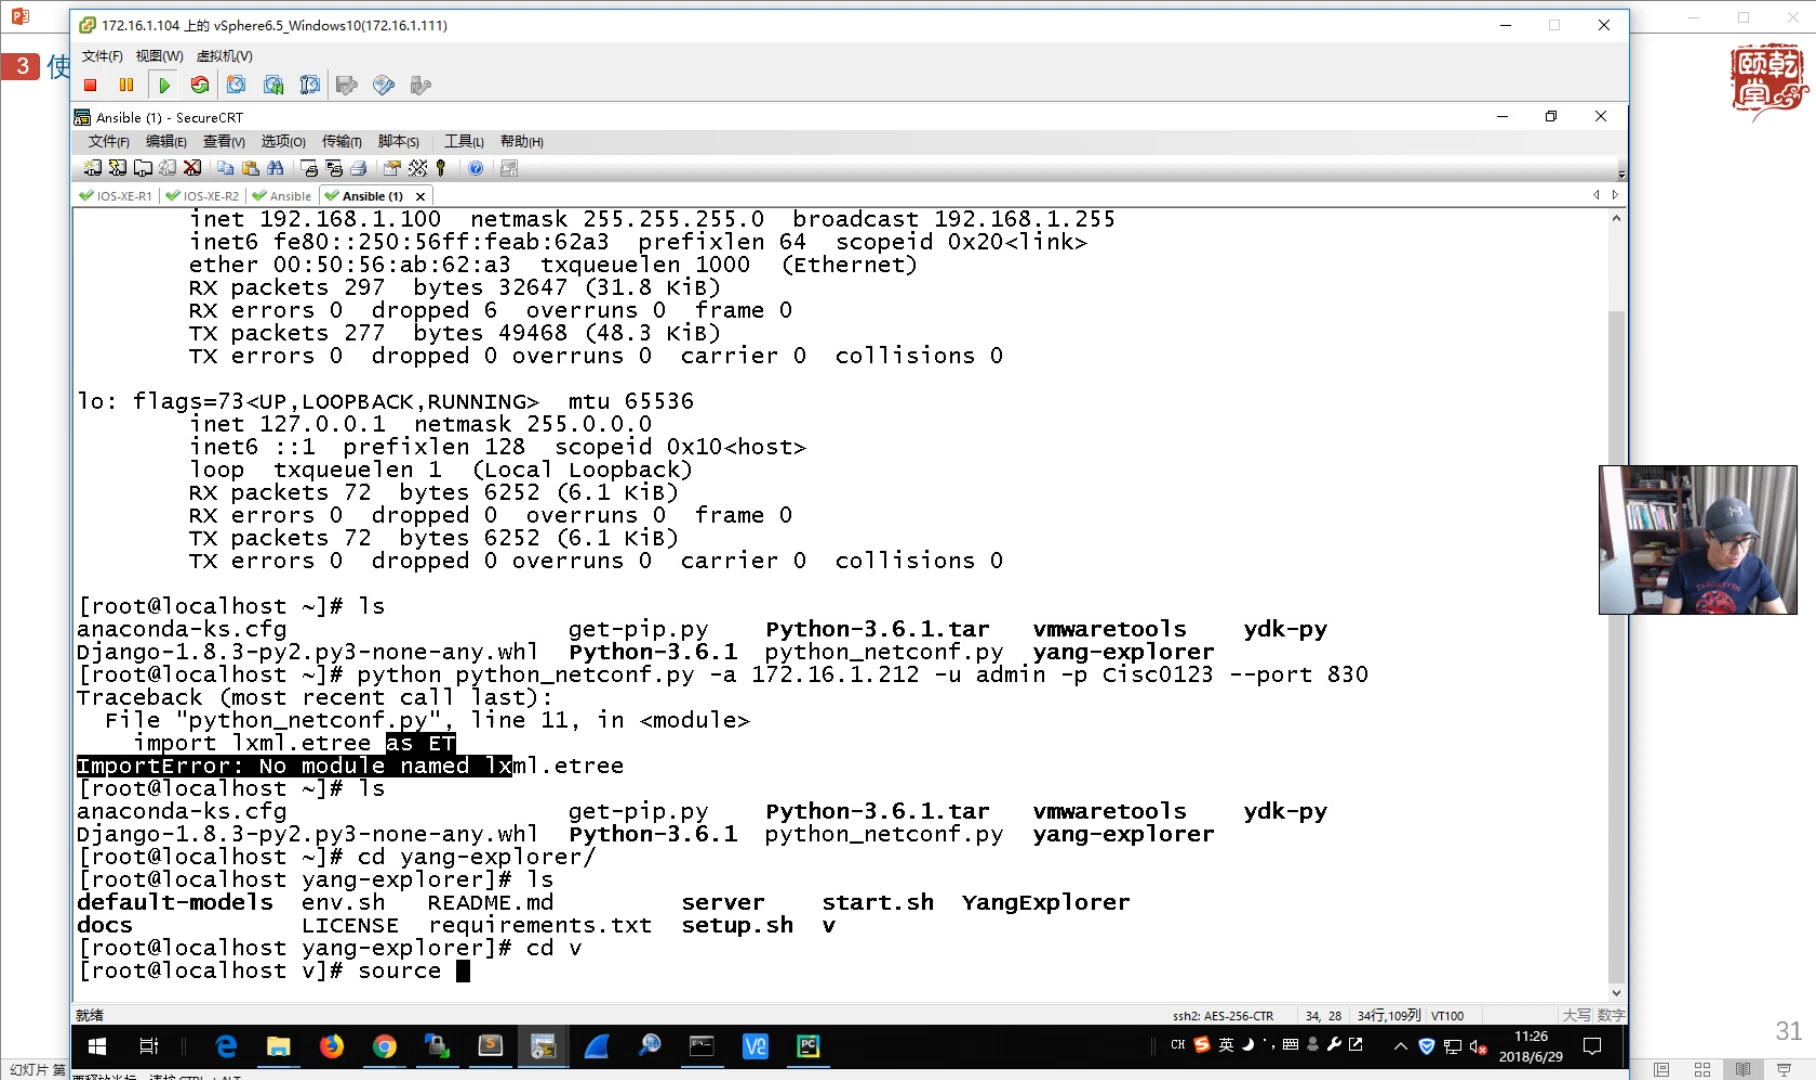 172.16.1.104 上的 vSphere6.5_Windows10(172.16.1.111)
3 使
文件(F) 视图(W) 虚拟机(V)
颐乾堂
Ansible (1) - SecureCRT
文件(F) 编辑(E) 查看(V) 选项(O) 传输(T) 脚本(S) 工具(L) 帮助(H)
IOS-XE-R1 IOS-XE-R2 Ansible Ansible (1)
inet 192.168.1.100 netmask 255.255.255.0 broadcast 192.168.1.255
inet6 fe80::250:56ff:feab:62a3 prefixlen 64 scopeid 0x20<link>
ether 00:50:56:ab:62:a3 txqueuelen 1000 (Ethernet)
RX packets 297 bytes 32647 (31.8 KiB)
RX errors 0 dropped 6 overruns 0 frame 0
TX packets 277 bytes 49468 (48.3 KiB)
TX errors 0 dropped 0 overruns 0 carrier 0 collisions 0
lo: flags=73<UP,LOOPBACK,RUNNING> mtu 65536
inet 127.0.0.1 netmask 255.0.0.0
inet6 ::1 prefixlen 128 scopeid 0x10<host>
loop txqueuelen 1 (Local Loopback)
RX packets 72 bytes 6252 (6.1 KiB)
RX errors 0 dropped 0 overruns 0 frame 0
TX packets 72 bytes 6252 (6.1 KiB)
TX errors 0 dropped 0 overruns 0 carrier 0 collisions 0
[root@localhost ~]# ls
anaconda-ks.cfg get-pip.py Python-3.6.1.tar vmwaretools ydk-py
Django-1.8.3-py2.py3-none-any.whl Python-3.6.1 python_netconf.py yang-explorer
[root@localhost ~]# python python_netconf.py -a 172.16.1.212 -u admin -p Cisc0123 --port 830
Traceback (most recent call last):
File "python_netconf.py", line 11, in <module>
import lxml.etree as ET
ImportError: No module named lxml.etree
[root@localhost ~]# ls
anaconda-ks.cfg get-pip.py Python-3.6.1.tar vmwaretools ydk-py
Django-1.8.3-py2.py3-none-any.whl Python-3.6.1 python_netconf.py yang-explorer
[root@localhost ~]# cd yang-explorer/
[root@localhost yang-explorer]# ls
default-models env.sh README.md server start.sh YangExplorer
docs LICENSE requirements.txt setup.sh v
[root@localhost yang-explorer]# cd v
[root@localhost v]# source
就绪 ssh2: AES-256-CTR 34, 28 34行,109列 VT100 大写 数字
CH 英 11:26
2018/6/29
31
幻灯片 第